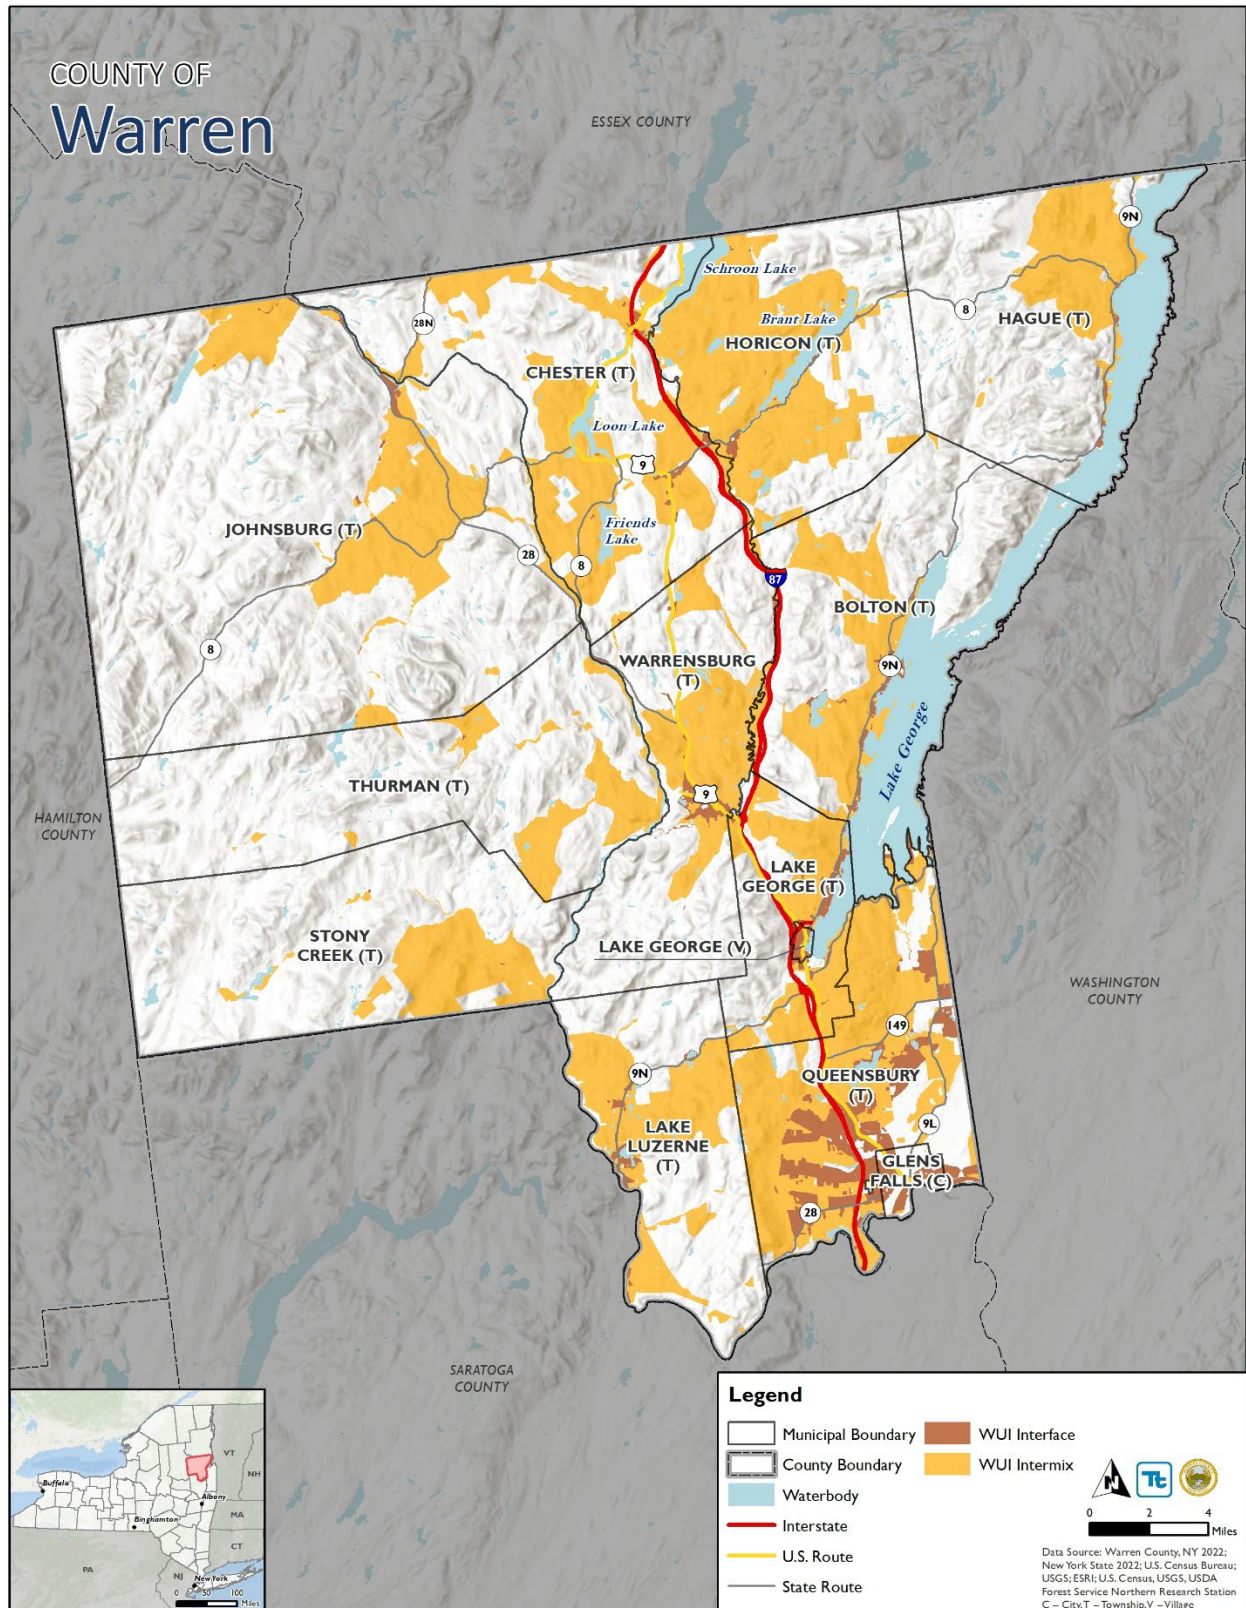 COUNTY OF
Warren
ESSEX COUNTY
9N
Schroon Lake
Brant Lake
8
HAGUE (T)
28N
HORICON (T)
CHESTER (T)
Loon Lake
9
JOHNSBURG (T)
Friends
Lake
28
8
87
BOLTON (T)
8
WARRENSBURG
(T)
9N
Lake George
THURMAN (T)
9
HAMILTON
COUNTY
LAKE
GEORGE (T)
STONY
CREEK (T)
LAKE GEORGE (V)
WASHINGTON
COUNTY
149
9N
QUEENSBURY
(T)
LAKE
LUZERNE
(T)
9L
GLENS
FALLS (C)
28
SARATOGA
COUNTY
VT
NH
Buffalo
Albany
MA
Binghamton
CT
PA
NJ
New York
0 50 100
Miles
Legend
Municipal Boundary
WUI Interface
County Boundary
WUI Intermix
Waterbody
Interstate
U.S. Route
State Route
N
Tt
0 2 4
Miles
Data Source: Warren County, NY 2022;
New York State 2022; U.S. Census Bureau;
USGS; ESRI; U.S. Census, USGS, USDA
Forest Service Northern Research Station
C – City, T – Township, V – Village